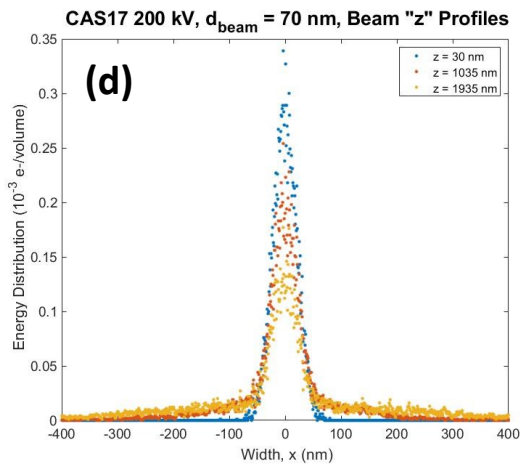 CAS17 200 kV, dbeam = 70 nm, Beam "z" Profiles
(d)
z = 30 nm
z = 1035 nm
z = 1935 nm
Energy Distribution (10-3 e-/volume)
0.35
0.3
0.25
0.2
0.15
0.1
0.05
0
-400 -300 -200 -100 0 100 200 300 400
Width, x (nm)